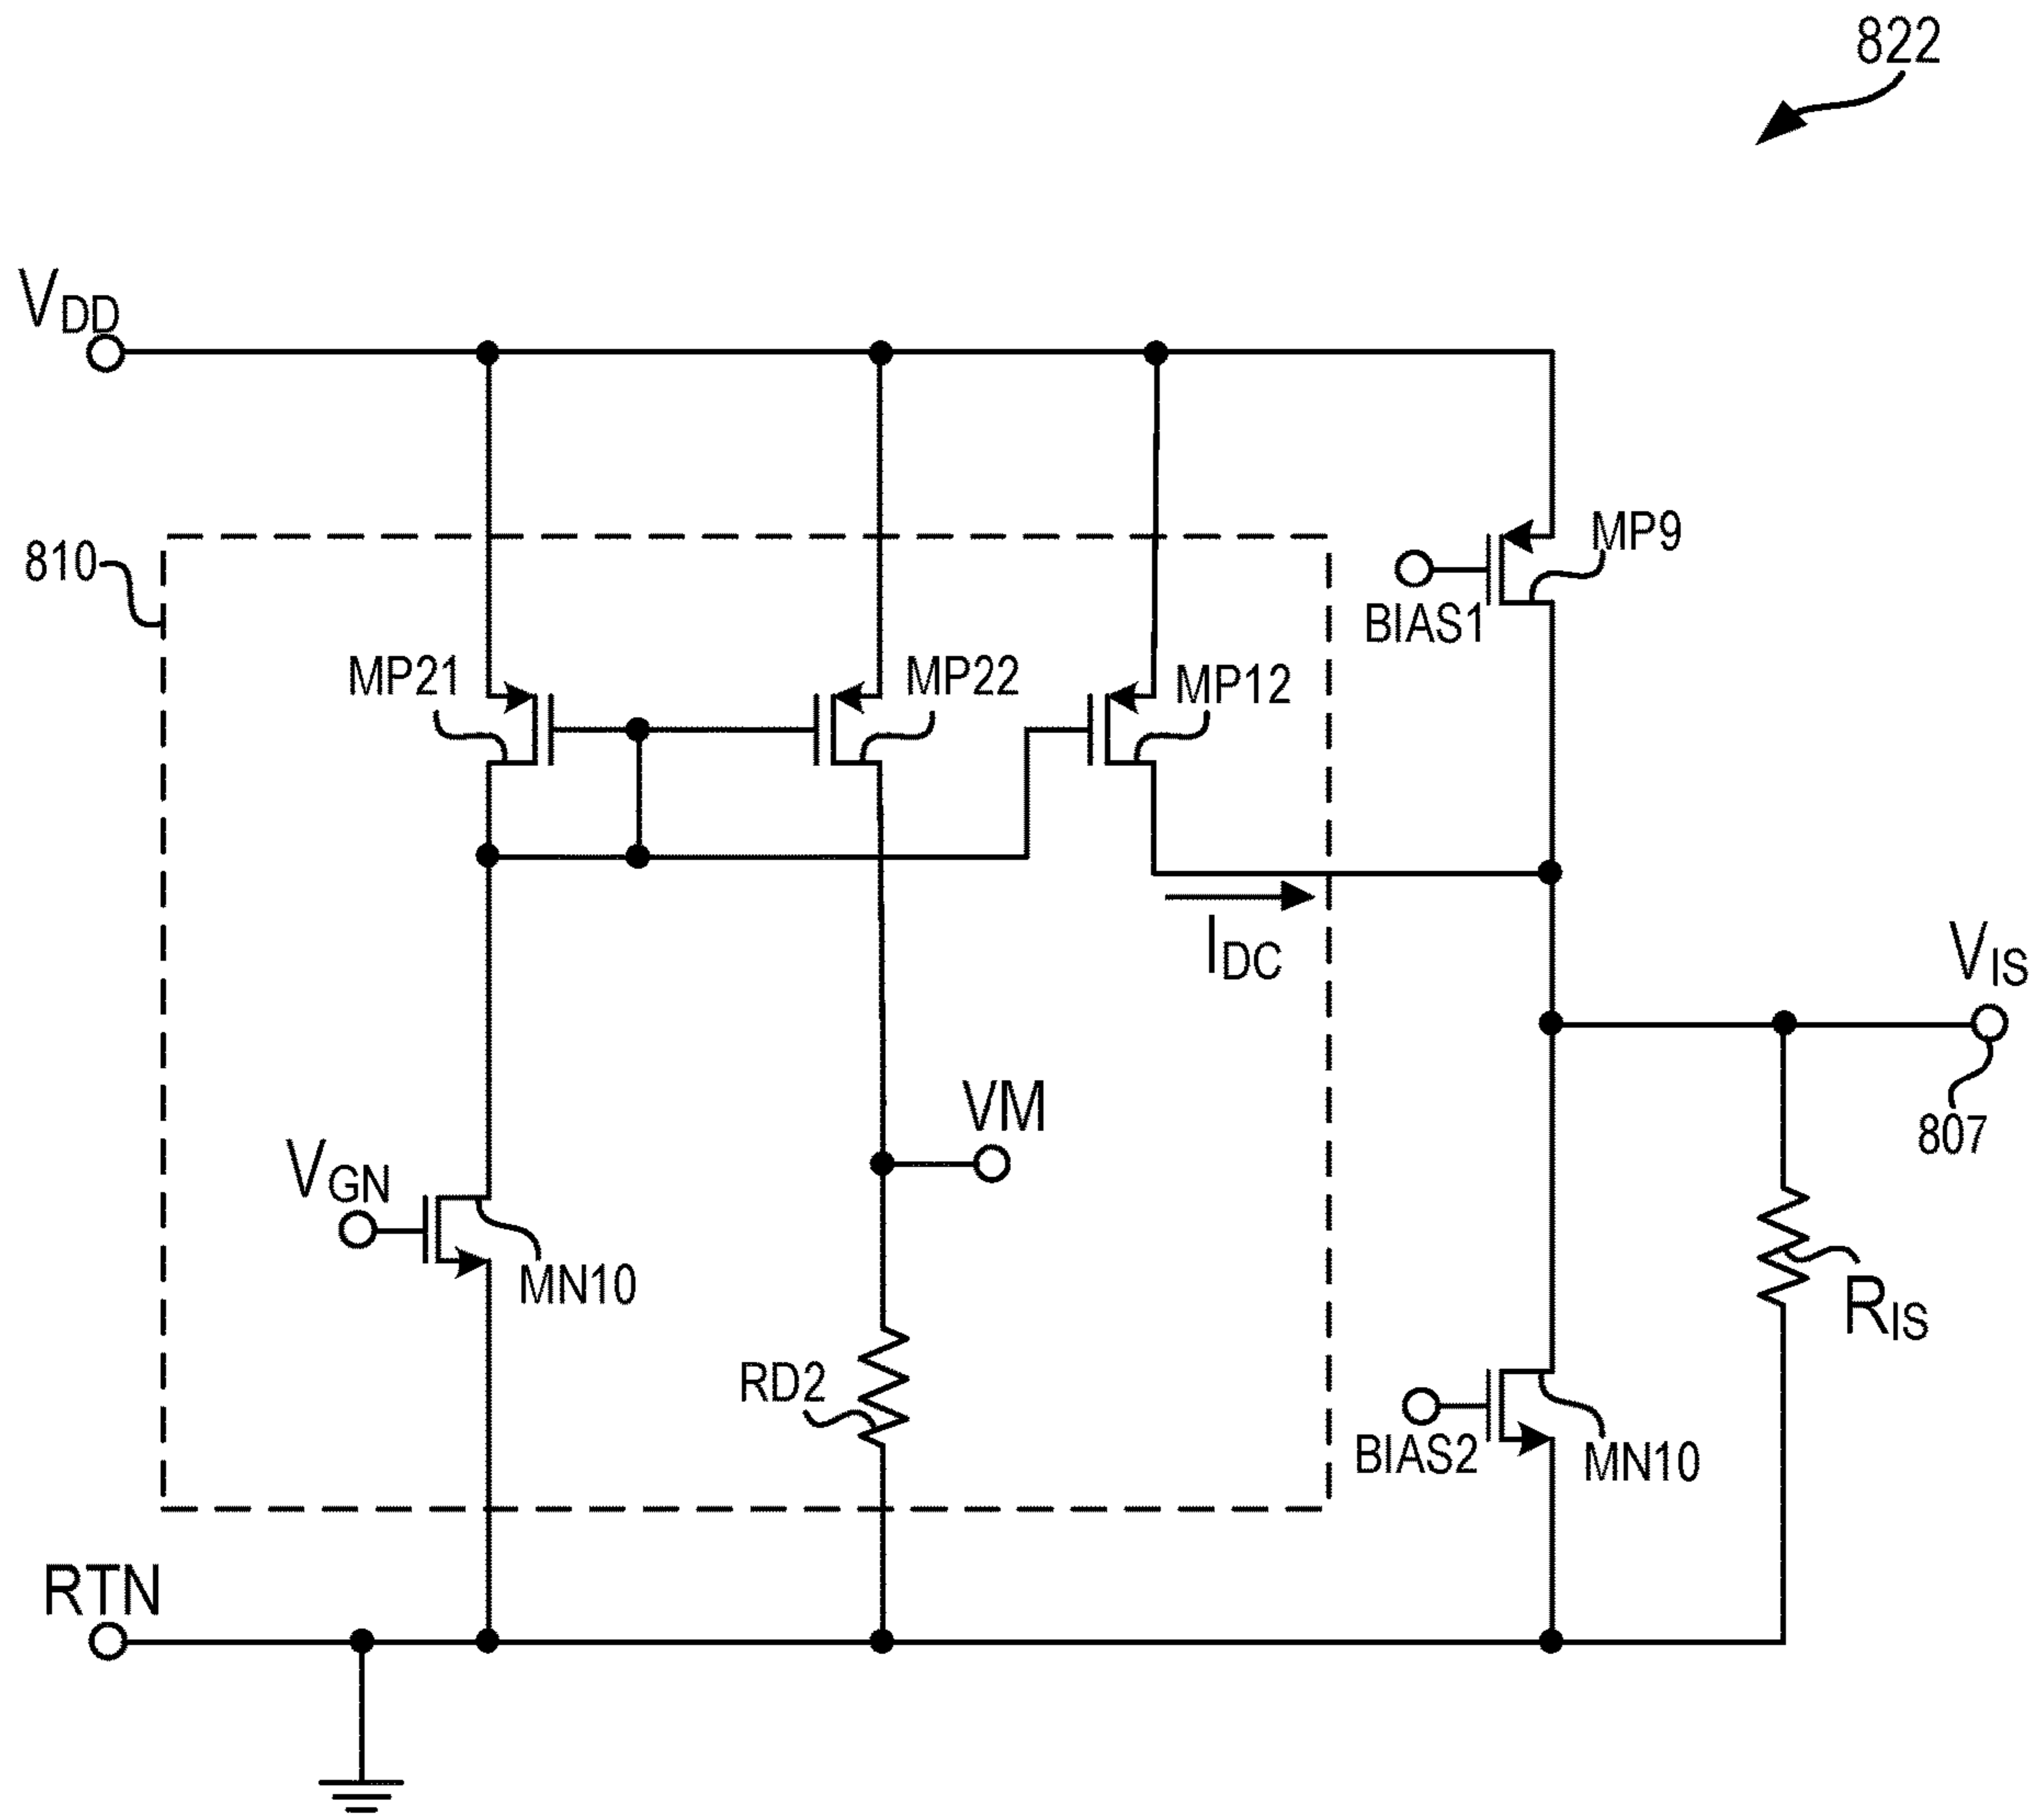 822
VDD
810
MP21
MP22
MP12
MP9
BIAS1
IDC
VIS
807
VM
VGN
MN10
RD2
RIS
BIAS2
MN10
RTN